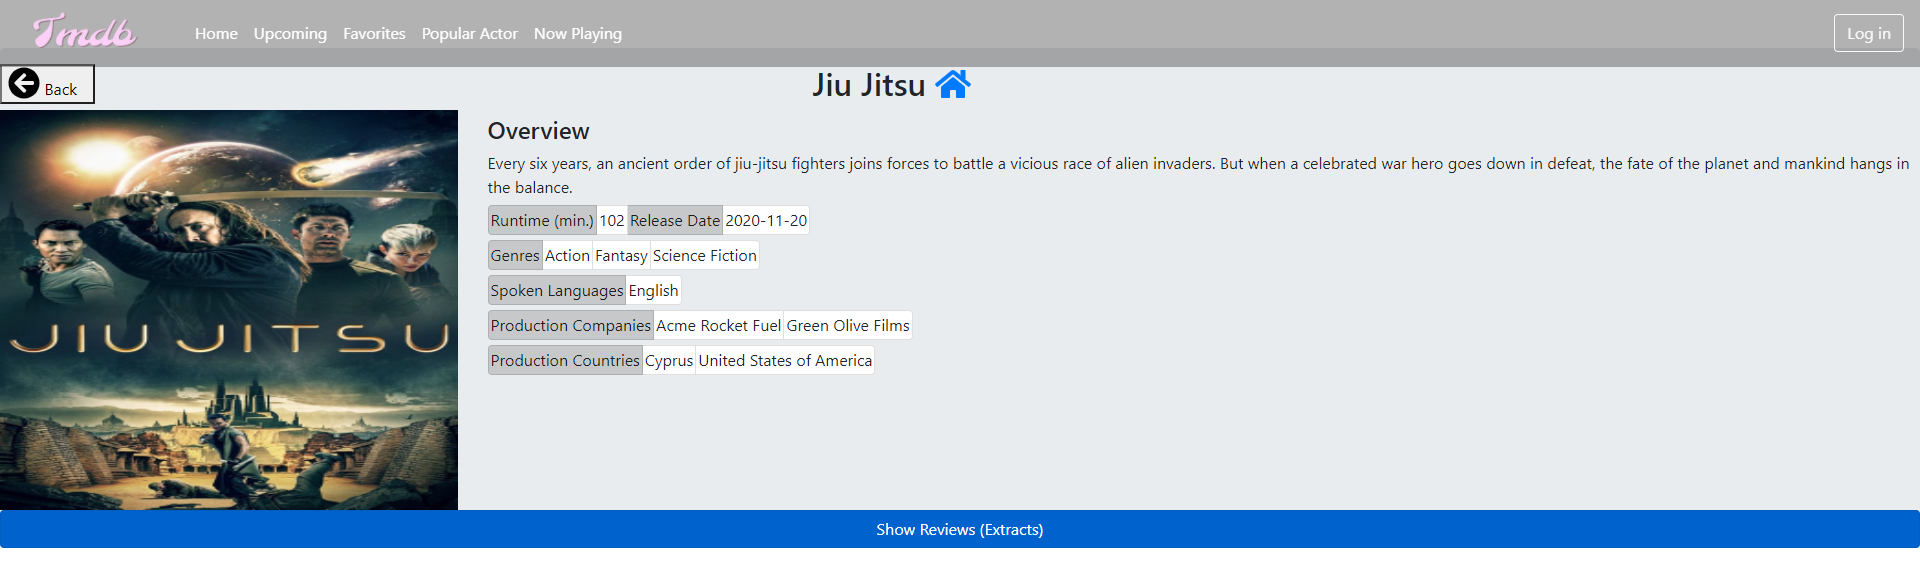 Tmdb Home Upcoming Favorites Popular Actor Now Playing Log in
Back
Jiu Jitsu
JIU JITSU
Overview
Every six years, an ancient order of jiu-jitsu fighters joins forces to battle a vicious race of alien invaders. But when a celebrated war hero goes down in defeat, the fate of the planet and mankind hangs in
the balance.
Runtime (min.) 102 Release Date 2020-11-20
Genres Action Fantasy Science Fiction
Spoken Languages English
Production Companies Acme Rocket Fuel Green Olive Films
Production Countries Cyprus United States of America
Show Reviews (Extracts)